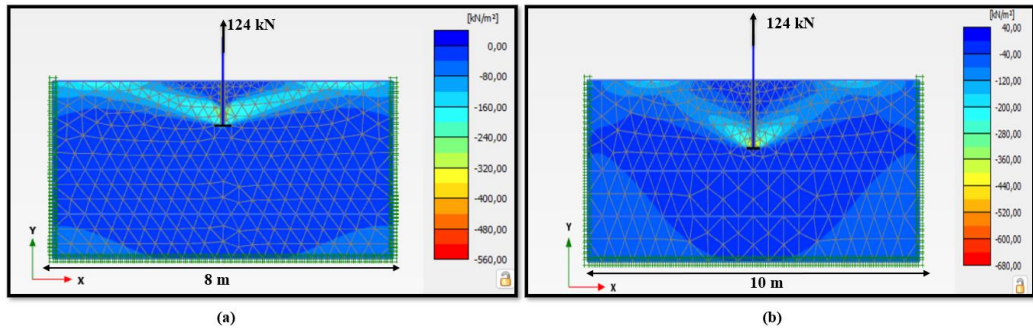 124 kN
[kN/m²]
0,00
-80,00
-160,00
-240,00
-320,00
-400,00
-480,00
-560,00
Y
X
8 m
(a)
124 kN
[kN/m²]
40,00
-40,00
-120,00
-200,00
-280,00
-360,00
-440,00
-520,00
-600,00
-680,00
Y
X
10 m
(b)